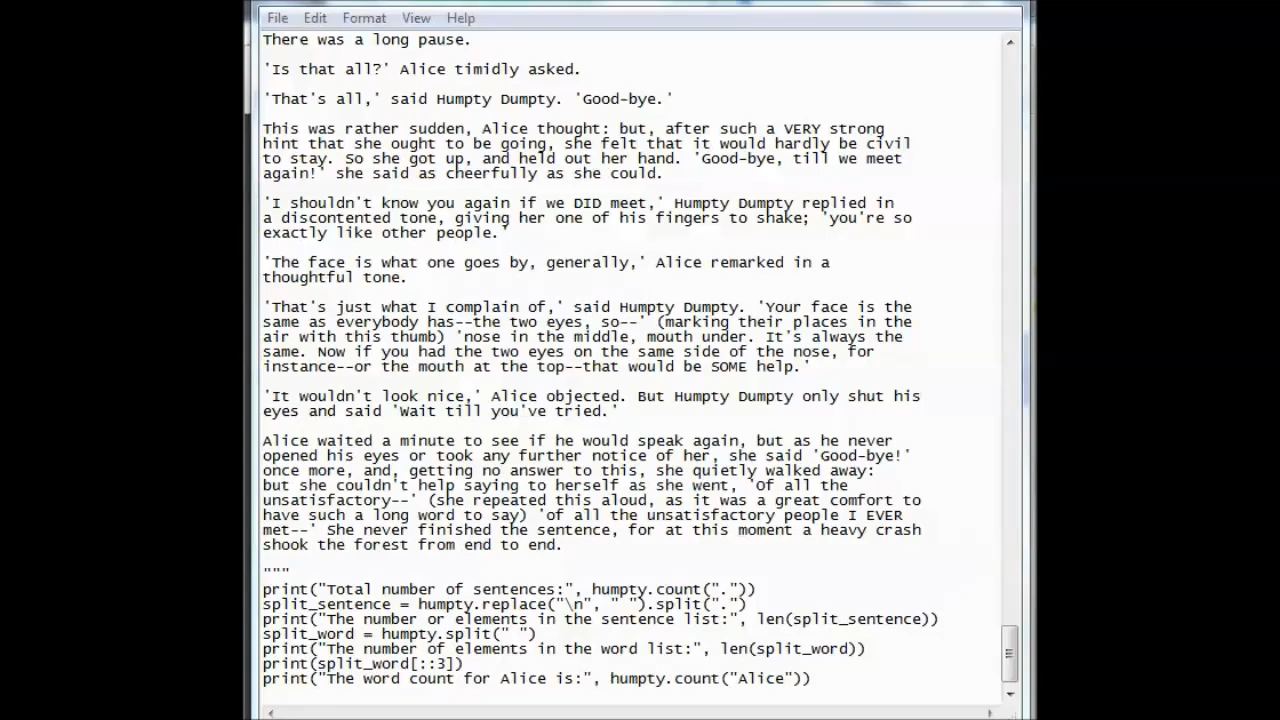 File Edit Format View Help
There was a long pause.
'Is that all?' Alice timidly asked.
'That's all,' said Humpty Dumpty. 'Good-bye.'
This was rather sudden, Alice thought: but, after such a VERY strong
hint that she ought to be going, she felt that it would hardly be civil
to stay. So she got up, and held out her hand. 'Good-bye, till we meet
again!' she said as cheerfully as she could.
'I shouldn't know you again if we DID meet,' Humpty Dumpty replied in
a discontented tone, giving her one of his fingers to shake; 'you're so
exactly like other people.'
'The face is what one goes by, generally,' Alice remarked in a
thoughtful tone.
'That's just what I complain of,' said Humpty Dumpty. 'Your face is the
same as everybody has--the two eyes, so--' (marking their places in the
air with this thumb) 'nose in the middle, mouth under. It's always the
same. Now if you had the two eyes on the same side of the nose, for
instance--or the mouth at the top--that would be SOME help.'
'It wouldn't look nice,' Alice objected. But Humpty Dumpty only shut his
eyes and said 'Wait till you've tried.'
Alice waited a minute to see if he would speak again, but as he never
opened his eyes or took any further notice of her, she said 'Good-bye!'
once more, and, getting no answer to this, she quietly walked away:
but she couldn't help saying to herself as she went, 'Of all the
unsatisfactory--' (she repeated this aloud, as it was a great comfort to
have such a long word to say) 'of all the unsatisfactory people I EVER
met--' She never finished the sentence, for at this moment a heavy crash
shook the forest from end to end.
"""
print("Total number of sentences:", humpty.count("."))
split_sentence = humpty.replace("\n", " ").split(".")
print("The number or elements in the sentence list:", len(split_sentence))
split_word = humpty.split(" ")
print("The number of elements in the word list:", len(split_word))
print(split_word[::3])
print("The word count for Alice is:", humpty.count("Alice"))